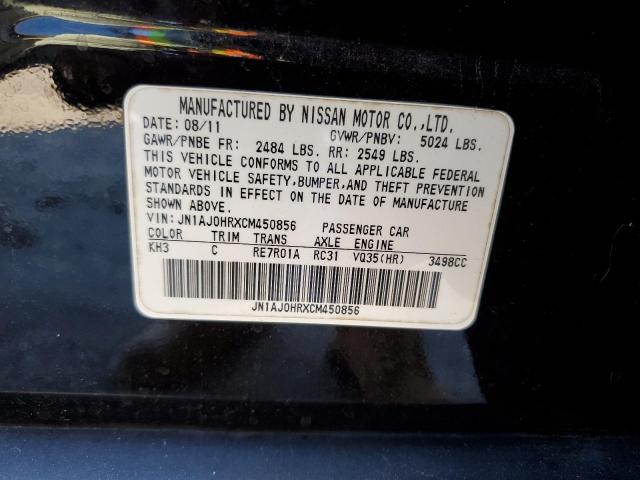 MANUFACTURED BY NISSAN MOTOR CO.,LTD.
DATE: 08/11 GVWR/PNBV: 5024 LBS.
GAWR/PNBE FR: 2484 LBS. RR: 2549 LBS.
THIS VEHICLE CONFORMS TO ALL APPLICABLE FEDERAL
MOTOR VEHICLE SAFETY, BUMPER, AND THEFT PREVENTION
STANDARDS IN EFFECT ON THE DATE OF MANUFACTURE
SHOWN ABOVE.
VIN: JN1AJ0HRXCM450856 PASSENGER CAR
COLOR TRIM TRANS AXLE ENGINE
KH3 C RE7R01A RC31 VQ35(HR) 3498CC
JN1AJ0HRXCM450856